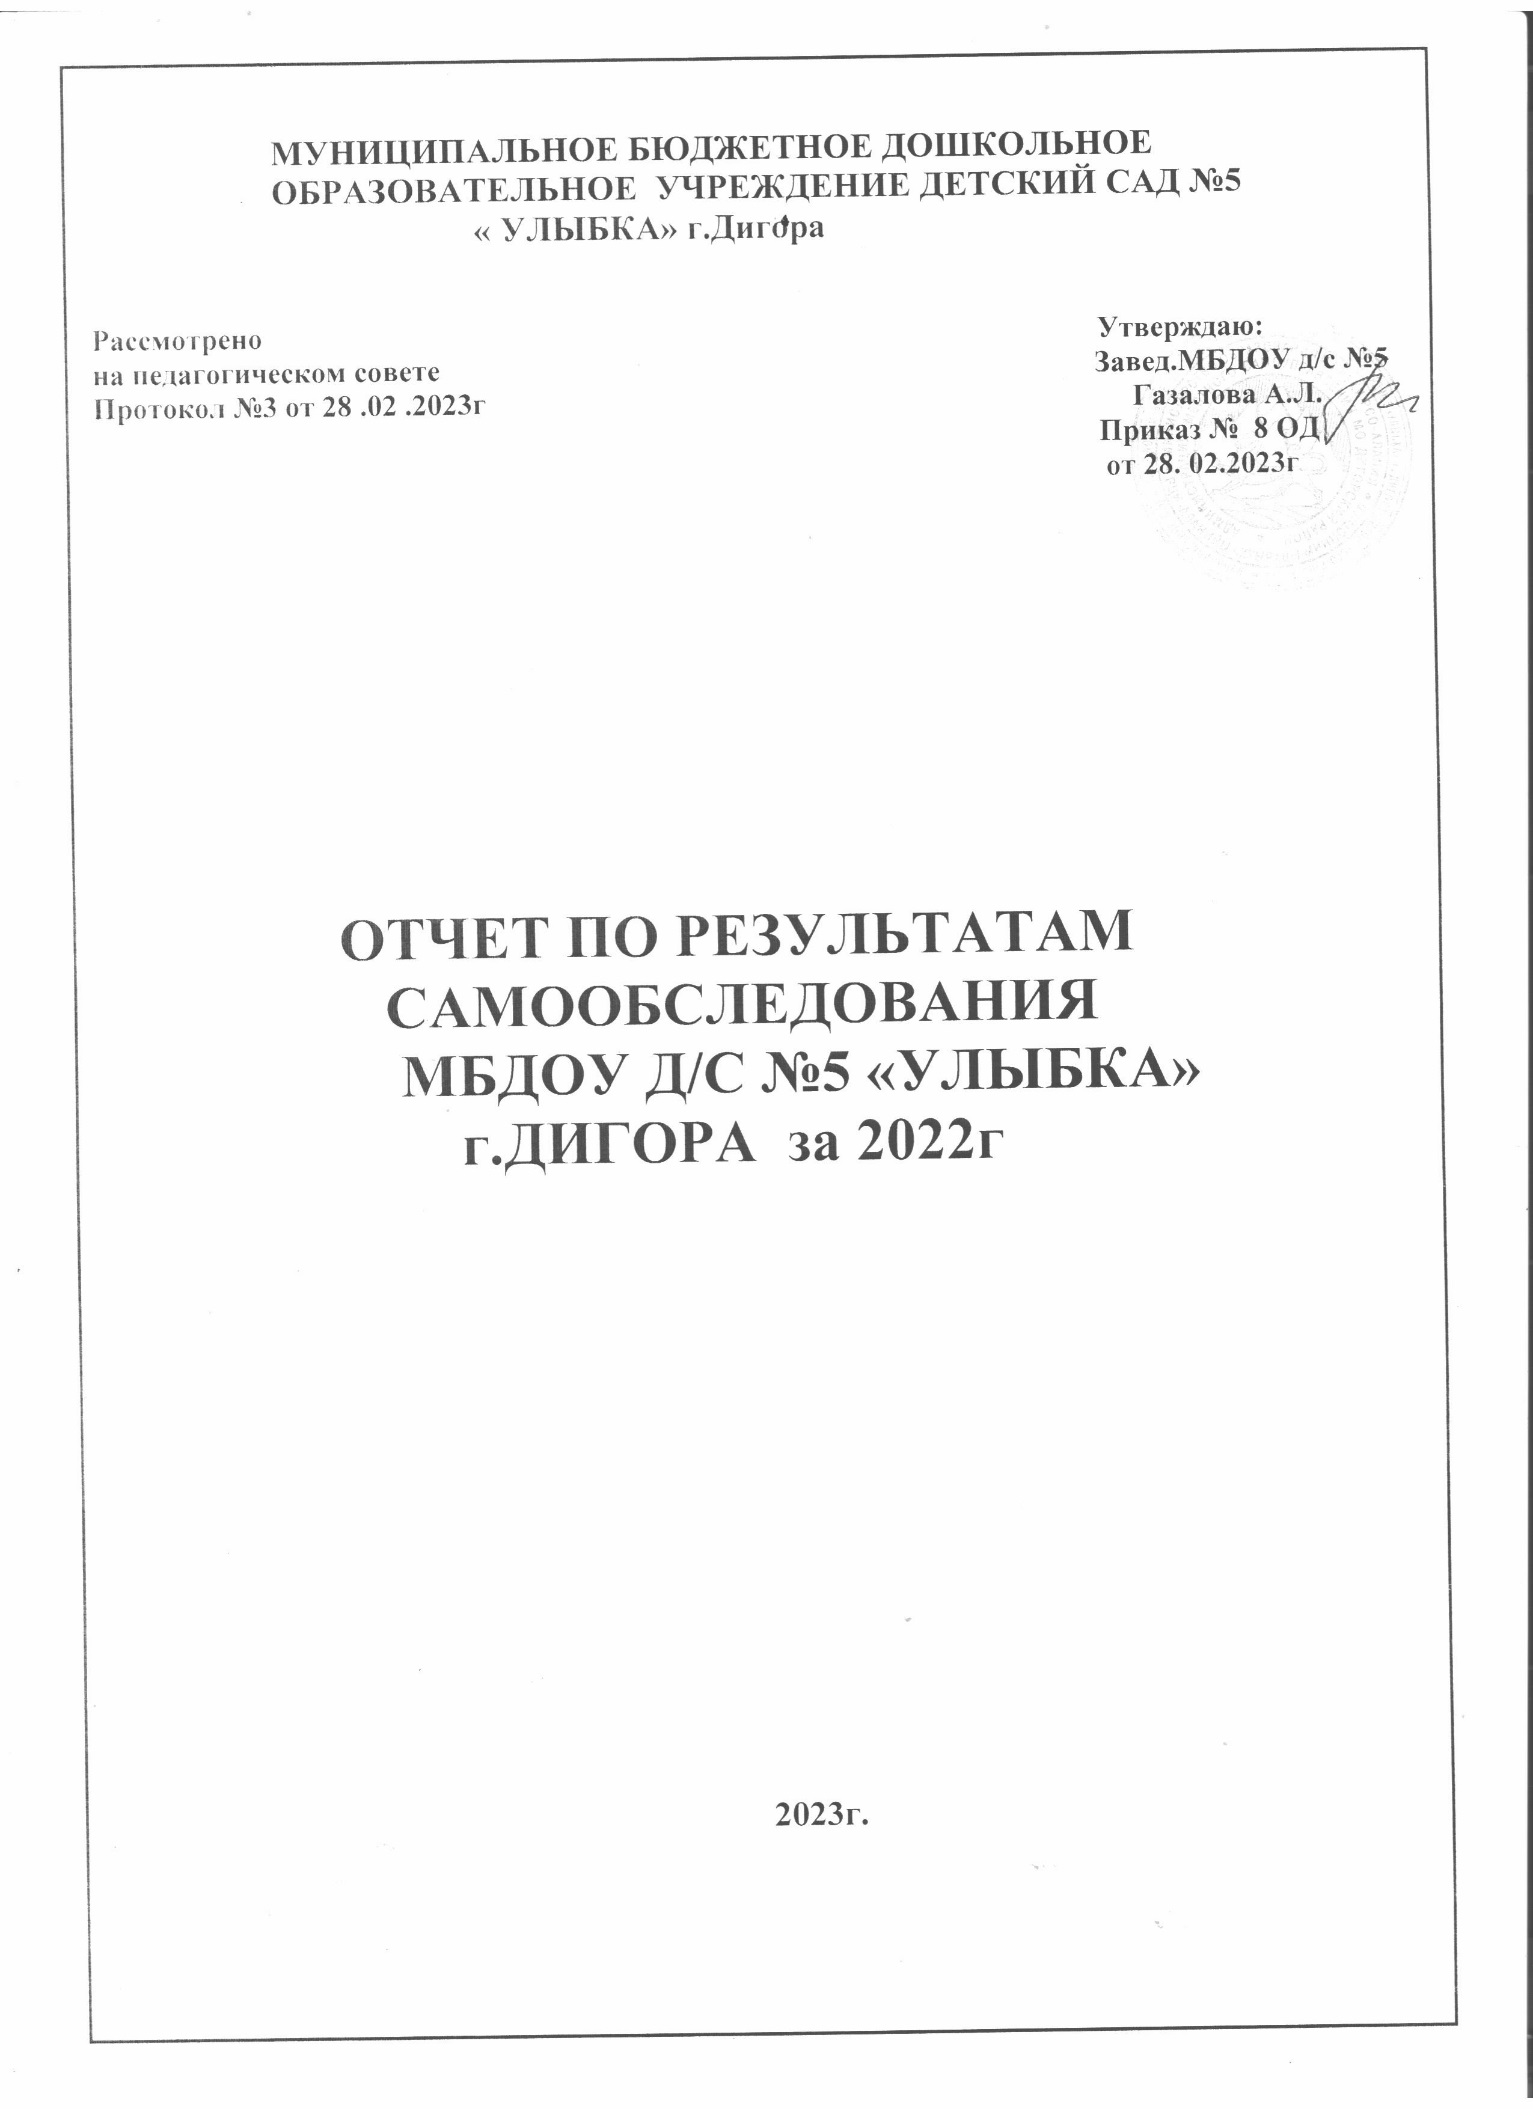 МУНИЦИПАЛЬНОЕ БЮДЖЕТНОЕ ДОШКОЛЬНОЕ
ОБРАЗОВАТЕЛЬНОЕ УЧРЕЖДЕНИЕ ДЕТСКИЙ САД №5
« УЛЫБКА» г.Дигора
Рассмотрено
на педагогическом совете
Протокол №3 от 28 .02 .2023г
Утверждаю:
Завед.МБДОУ д/с №5
Газалова А.Л.
Приказ № 8 ОД
от 28. 02.2023г
ОТЧЕТ ПО РЕЗУЛЬТАТАМ
САМООБСЛЕДОВАНИЯ
МБДОУ Д/С №5 «УЛЫБКА»
г.ДИГОРА за 2022г
2023г.